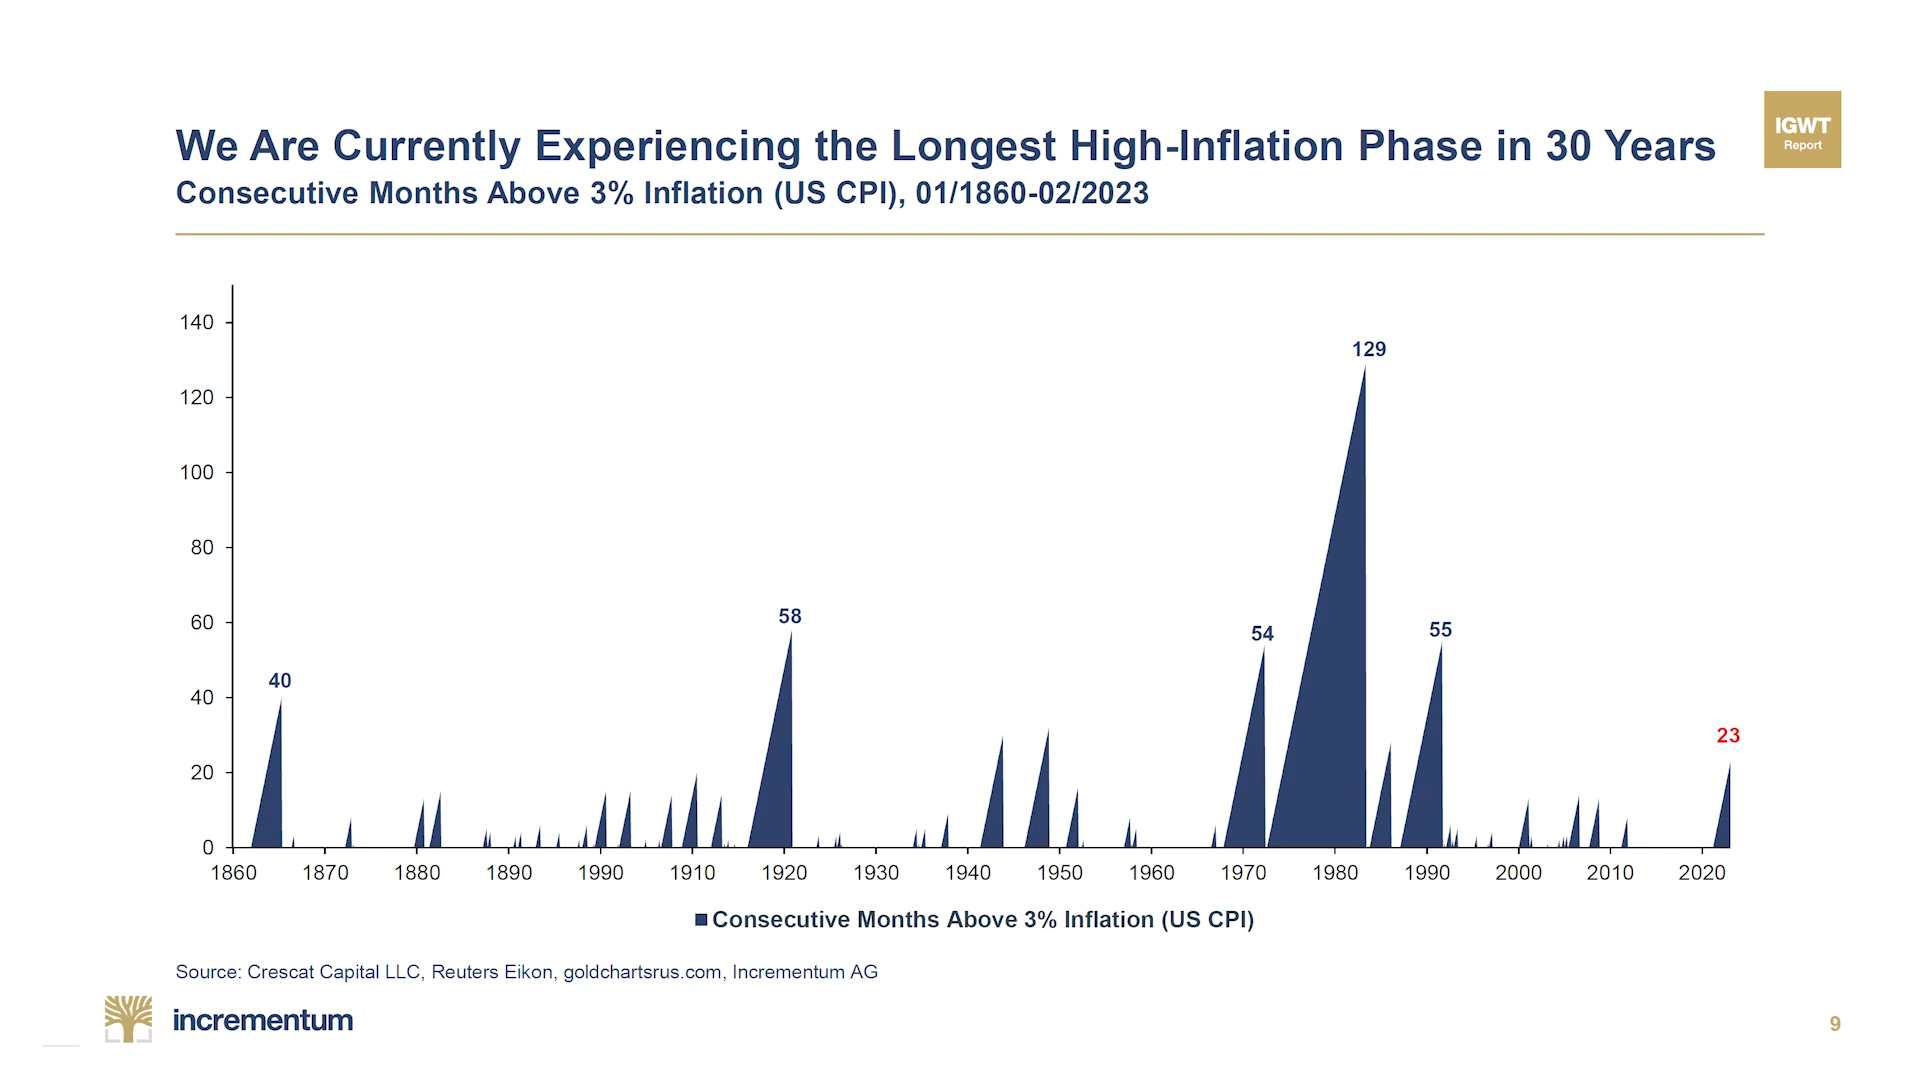 IGWT
Report
We Are Currently Experiencing the Longest High-Inflation Phase in 30 Years
Consecutive Months Above 3% Inflation (US CPI), 01/1860-02/2023
140
120
100
80
60
40
20
0
40
58
54
129
55
23
1860 1870 1880 1890 1990 1910 1920 1930 1940 1950 1960 1970 1980 1990 2000 2010 2020
Consecutive Months Above 3% Inflation (US CPI)
Source: Crescat Capital LLC, Reuters Eikon, goldchartsrus.com, Incrementum AG
incrementum
9